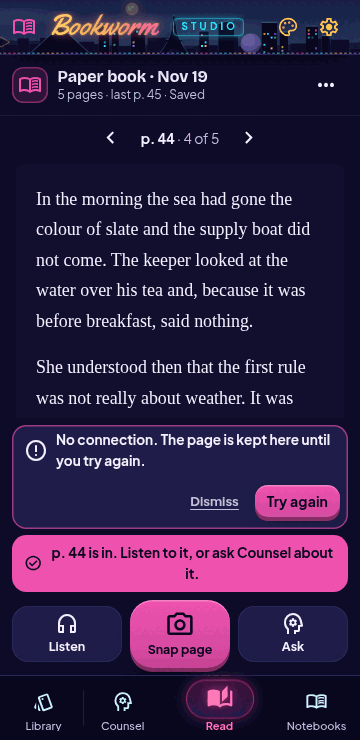 Bookworm STUDIO
Paper book · Nov 19
5 pages · last p. 45 · Saved
p. 44 · 4 of 5
In the morning the sea had gone the
colour of slate and the supply boat did
not come. The keeper looked at the
water over his tea and, because it was
before breakfast, said nothing.
She understood then that the first rule
was not really about weather. It was
No connection. The page is kept here until
you try again.
Dismiss Try again
p. 44 is in. Listen to it, or ask Counsel about
it.
Listen Snap page Ask
Library Counsel Read Notebooks